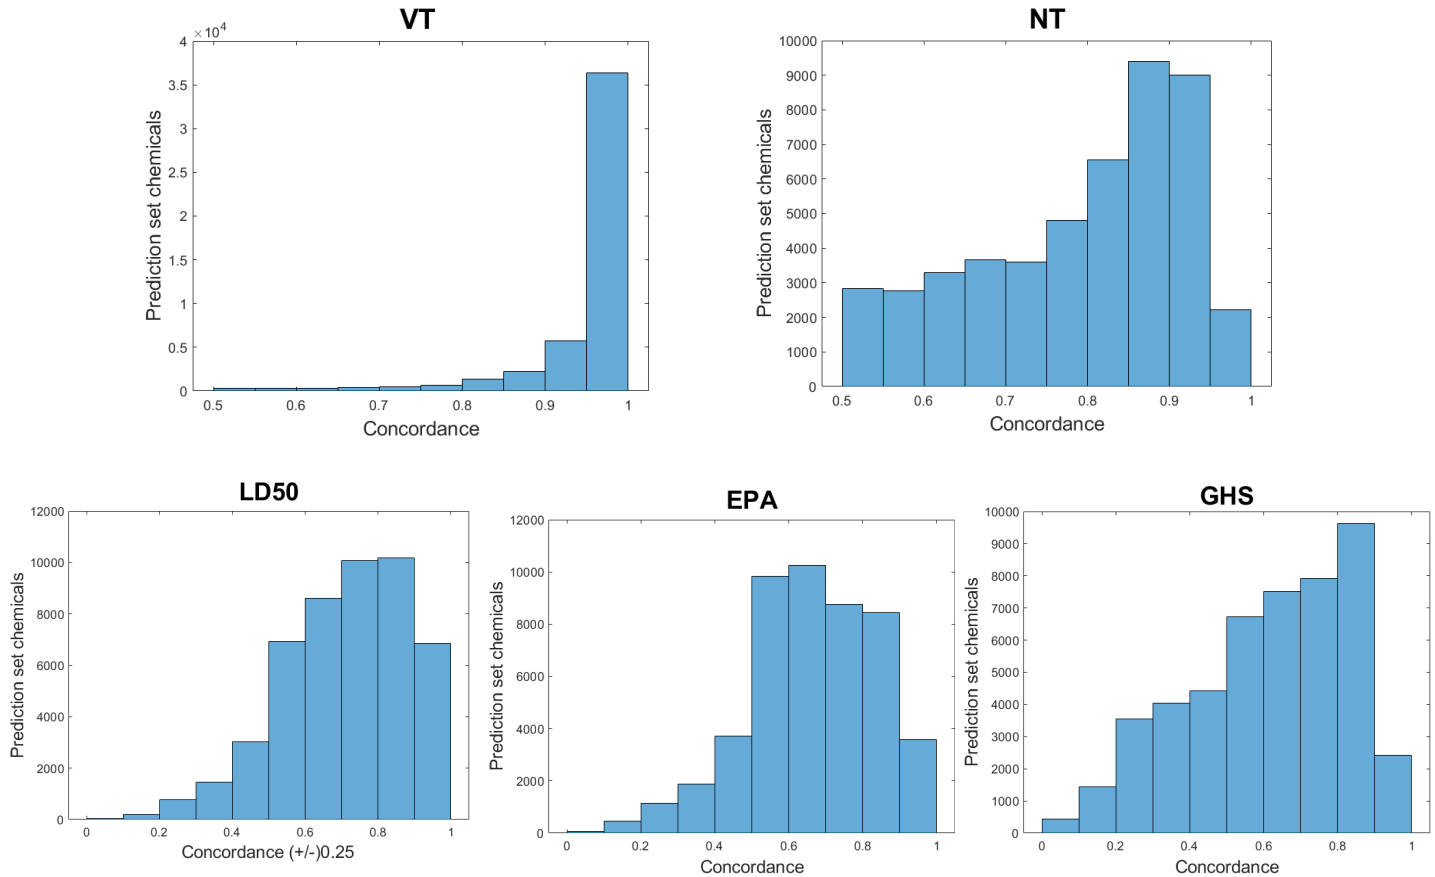 VT
×10^4
4
3.5
3
2.5
2
1.5
1
0.5
0
Prediction set chemicals
0.5 0.6 0.7 0.8 0.9 1
Concordance
NT
10000
9000
8000
7000
6000
5000
4000
3000
2000
1000
0
Prediction set chemicals
0.5 0.6 0.7 0.8 0.9 1
Concordance
LD50
12000
10000
8000
6000
4000
2000
0
Prediction set chemicals
0 0.2 0.4 0.6 0.8 1
Concordance (+/-)0.25
EPA
12000
10000
8000
6000
4000
2000
0
Prediction set chemicals
0 0.2 0.4 0.6 0.8 1
Concordance
GHS
10000
9000
8000
7000
6000
5000
4000
3000
2000
1000
0
Prediction set chemicals
0 0.2 0.4 0.6 0.8 1
Concordance